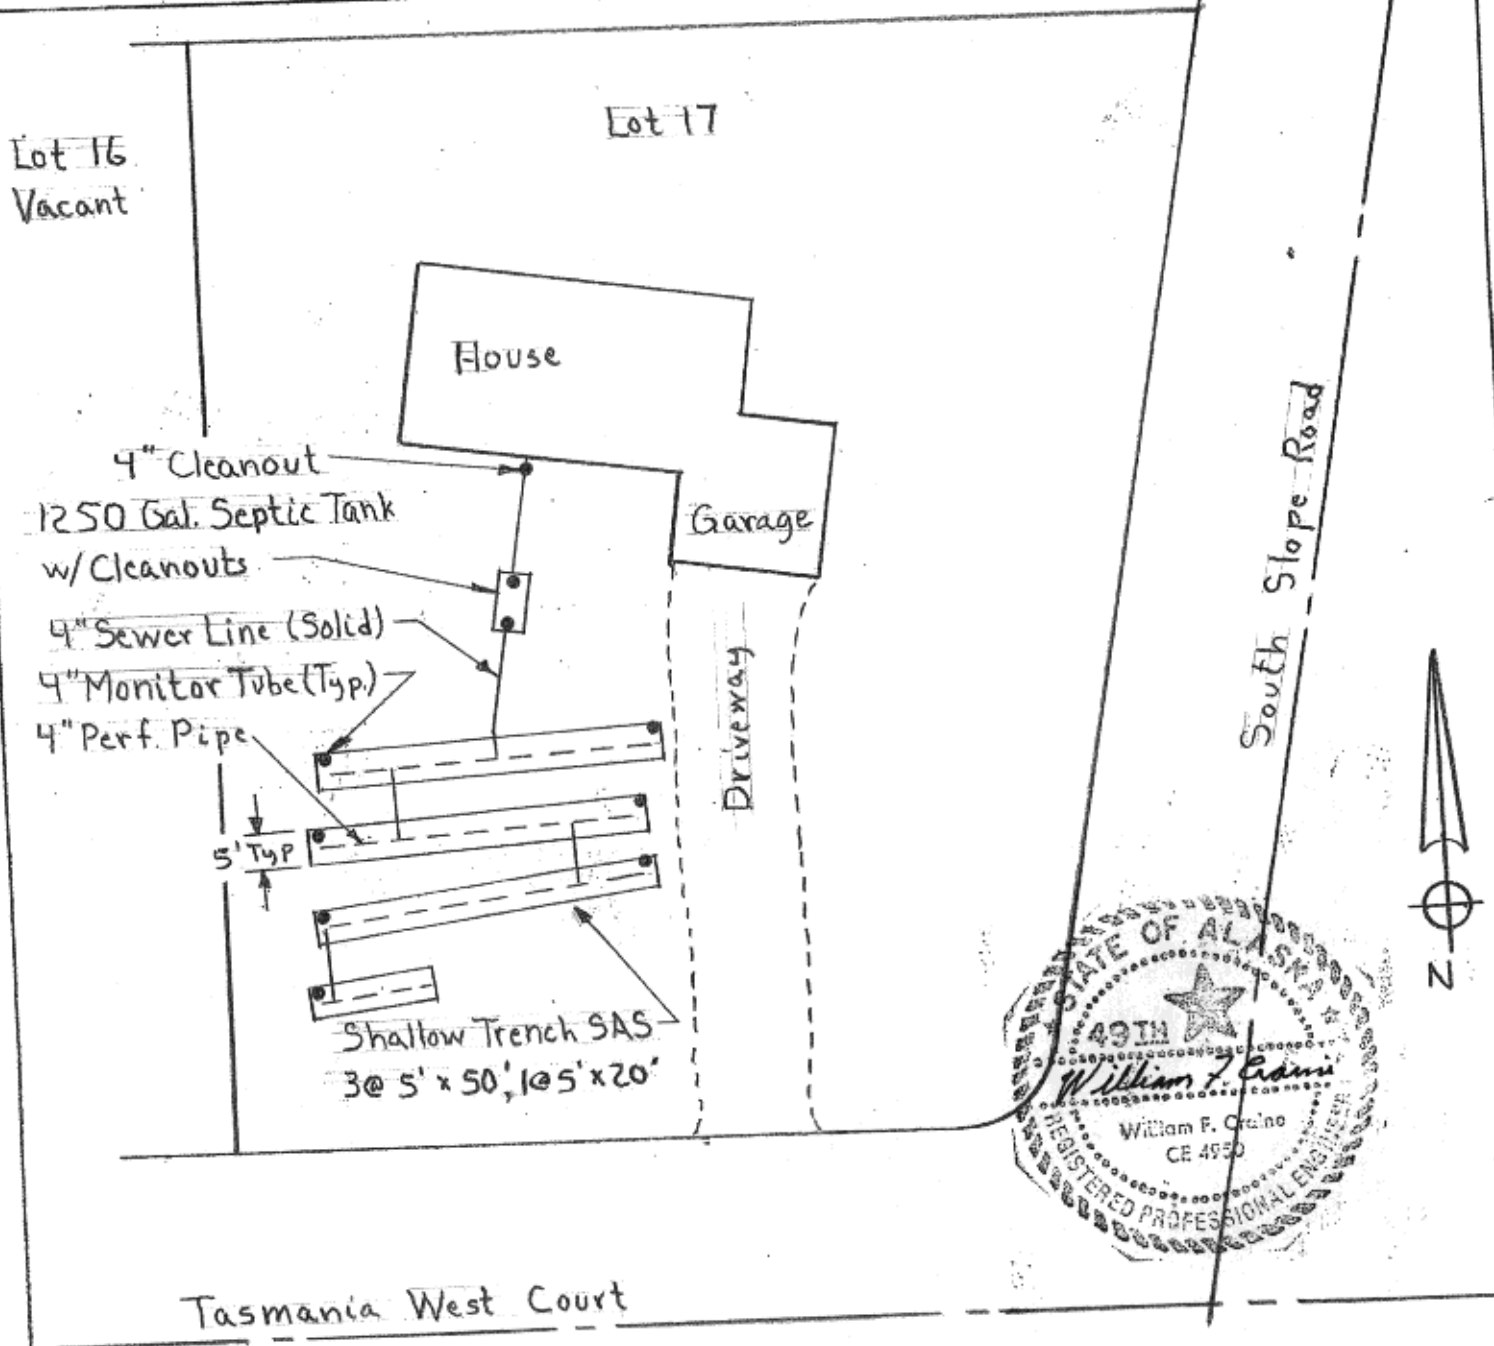 Lot 17
Lot 16
Vacant
House
4" Cleanout
1250 Gal. Septic Tank
w/ Cleanouts
Garage
4" Sewer Line (Solid)
4" Monitor Tube (Typ.)
4" Perf. Pipe
Driveway
South Slope Road
5' Typ
Shallow Trench SAS
3@ 5' x 50', 1@ 5' x 20'
N
STATE OF ALASKA
49TH
William F.
William F.
CE 4950
REGISTERED PROFESSIONAL ENGINEER
Tasmania West Court